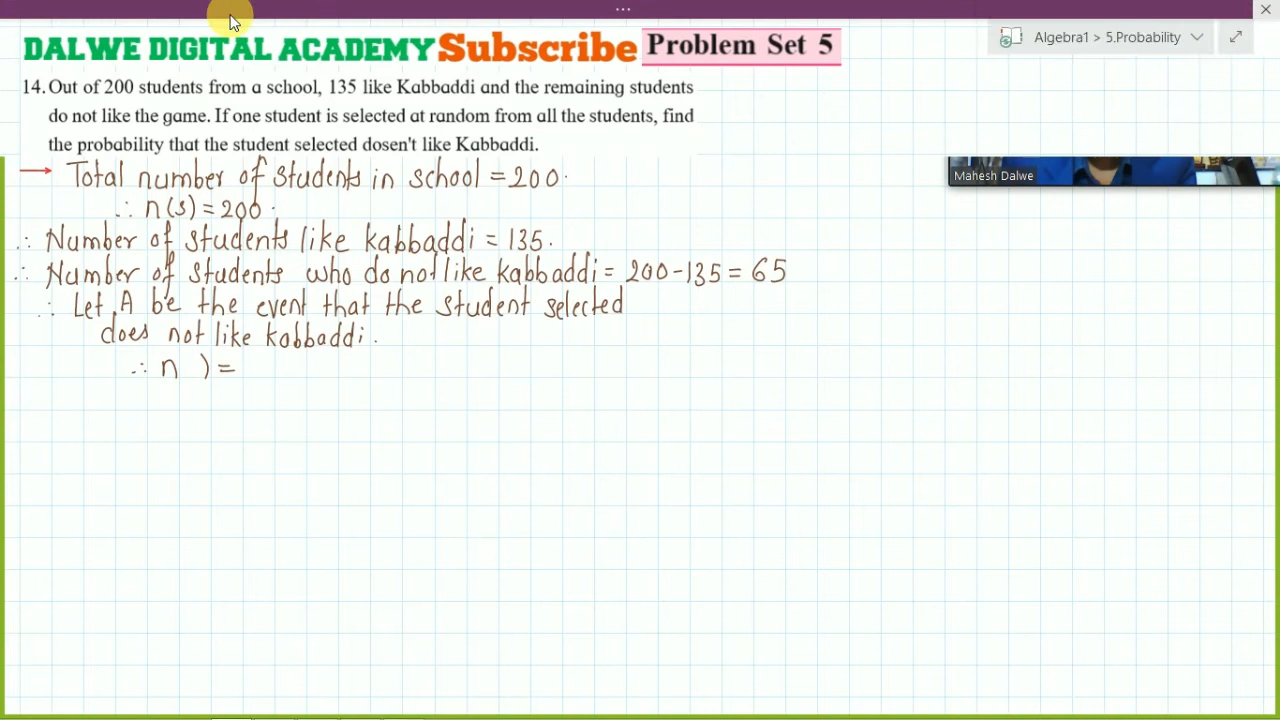 DALWE DIGITAL ACADEMY Subscribe Problem Set 5
Algebra1 > 5.Probability
14. Out of 200 students from a school, 135 like Kabbaddi and the remaining students
do not like the game. If one student is selected at random from all the students, find
the probability that the student selected dosen't like Kabbaddi.
Mahesh Dalwe
→ Total number of students in school = 200.
∴ n(s) = 200.
∴ Number of students like kabbaddi = 135.
∴ Number of students who do not like kabbaddi = 200-135 = 65
∴ Let A be the event that the student selected
does not like kabbaddi.
∴ n ) =